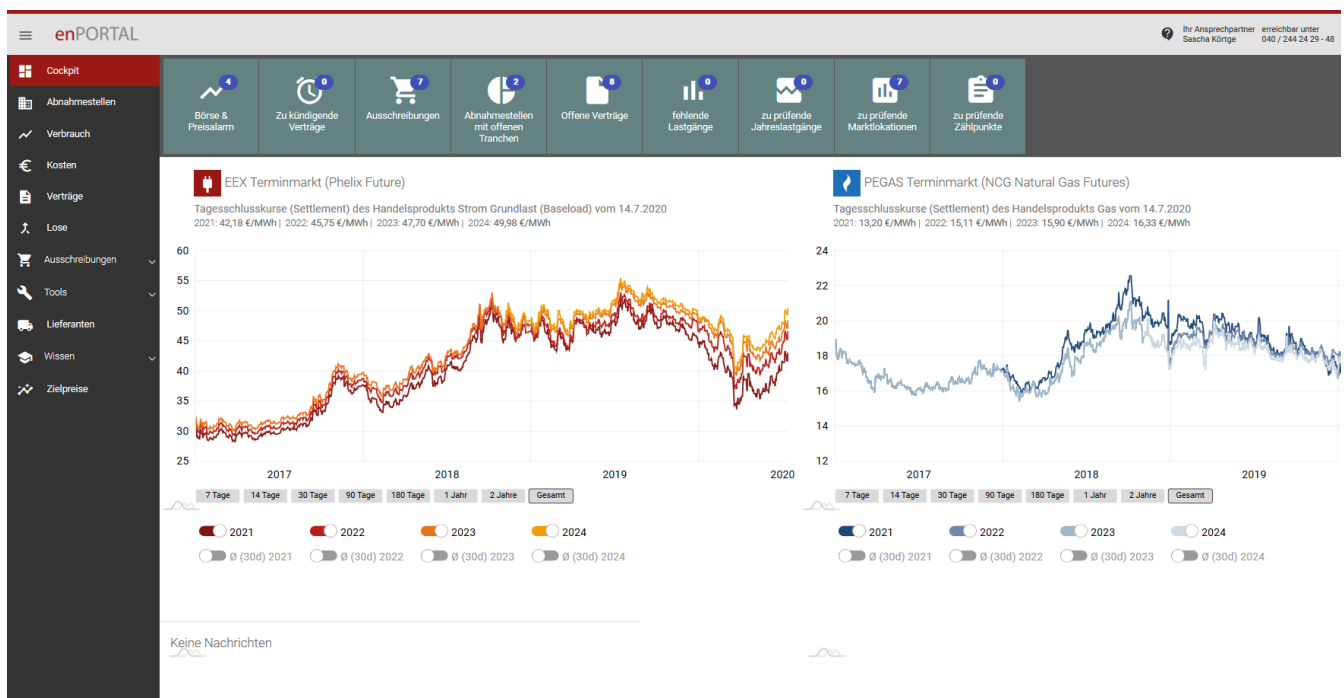 enPORTAL
Ihr Ansprechpartner erreichbar unter
Sascha Körtge 040 / 244 24 29 - 48
Cockpit
Abnahmestellen
Verbrauch
Kosten
Verträge
Lose
Ausschreibungen
Tools
Lieferanten
Wissen
Zielpreise
4
Börse &
Preisalarm
0
Zu kündigende
Verträge
7
Ausschreibungen
2
Abnahmestellen
mit offenen
Tranchen
8
Offene Verträge
0
fehlende
Lastgänge
0
zu prüfende
Jahreslastgänge
7
zu prüfende
Marktlokationen
0
zu prüfende
Zählpunkte
EEX Terminmarkt (Phelix Future)
Tagesschlusskurse (Settlement) des Handelsprodukts Strom Grundlast (Baseload) vom 14.7.2020
2021: 42,18 €/MWh | 2022: 45,75 €/MWh | 2023: 47,70 €/MWh | 2024: 49,98 €/MWh
60
55
50
45
40
35
30
25
2017 2018 2019 2020
7 Tage 14 Tage 30 Tage 90 Tage 180 Tage 1 Jahr 2 Jahre Gesamt
2021 2022 2023 2024
Ø (30d) 2021 Ø (30d) 2022 Ø (30d) 2023 Ø (30d) 2024
Keine Nachrichten
PEGAS Terminmarkt (NCG Natural Gas Futures)
Tagesschlusskurse (Settlement) des Handelsprodukts Gas vom 14.7.2020
2021: 13,20 €/MWh | 2022: 15,11 €/MWh | 2023: 15,90 €/MWh | 2024: 16,33 €/MWh
24
22
20
18
16
14
12
2017 2018 2019
7 Tage 14 Tage 30 Tage 90 Tage 180 Tage 1 Jahr 2 Jahre Gesamt
2021 2022 2023 2024
Ø (30d) 2021 Ø (30d) 2022 Ø (30d) 2023 Ø (30d) 2024